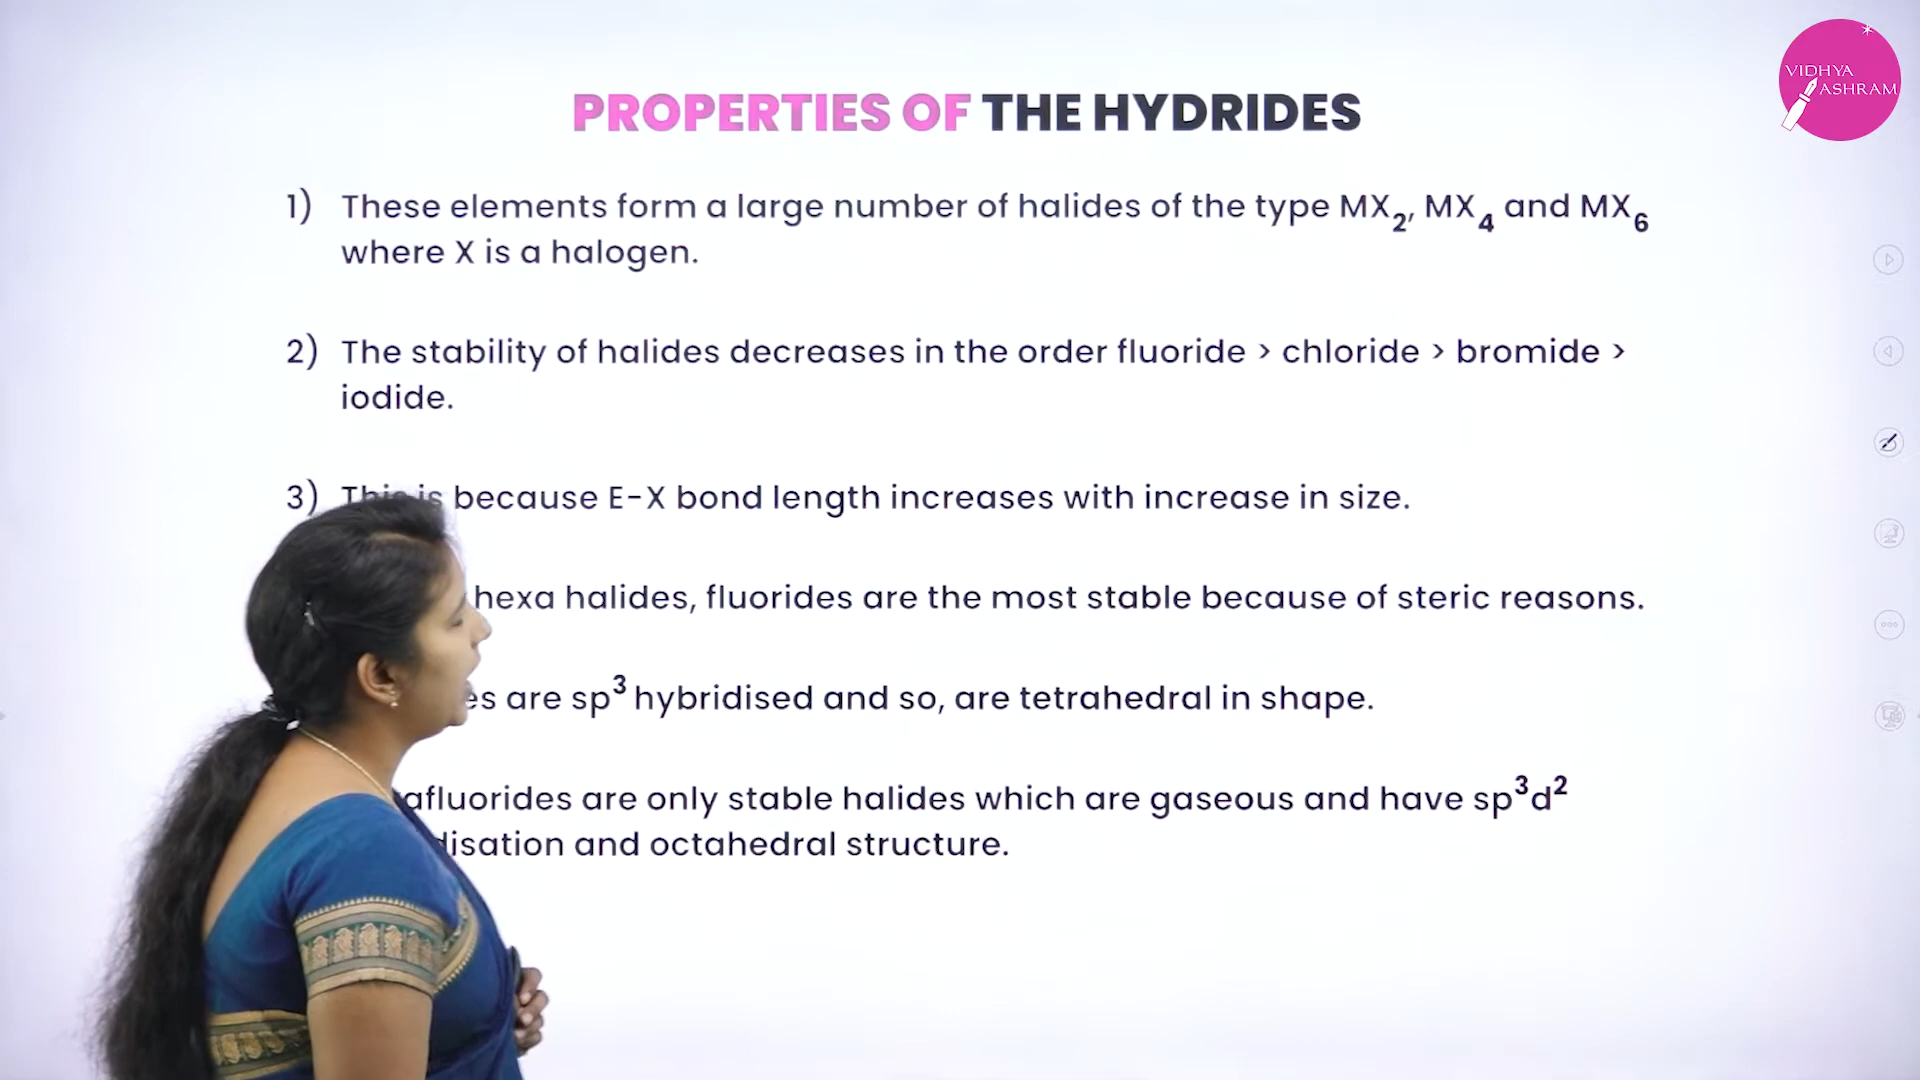 VIDHYA
ASHRAM
PROPERTIES OF THE HYDRIDES
1) These elements form a large number of halides of the type MX₂, MX₄ and MX₆
where X is a halogen.
2) The stability of halides decreases in the order fluoride > chloride > bromide >
iodide.
3) This is because E-X bond length increases with increase in size.
hexa halides, fluorides are the most stable because of steric reasons.
are sp³ hybridised and so, are tetrahedral in shape.
are only stable halides which are gaseous and have sp³d²
and octahedral structure.